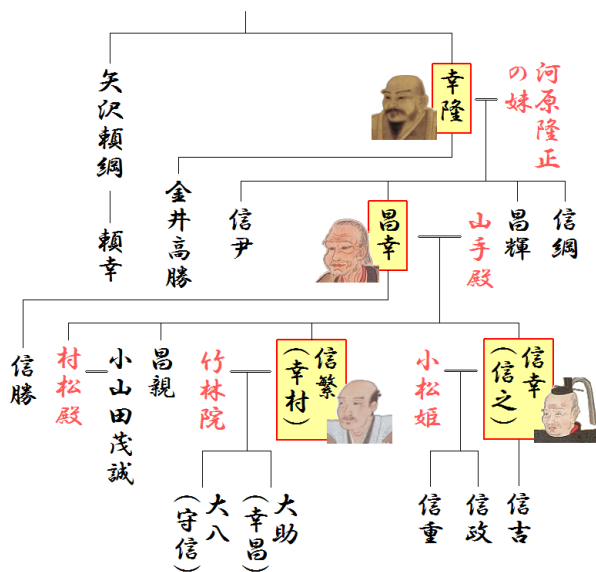 河原隆正
の妹
幸隆
矢沢頼綱
頼幸
金井高勝
信綱
昌輝
山手殿
昌幸
信尹
信幸
(信之)
小松姫
信繁
(幸村)
竹林院
昌親
小山田茂誠
村松殿
信勝
信吉
信政
信重
大助
(幸昌)
大八
(守信)